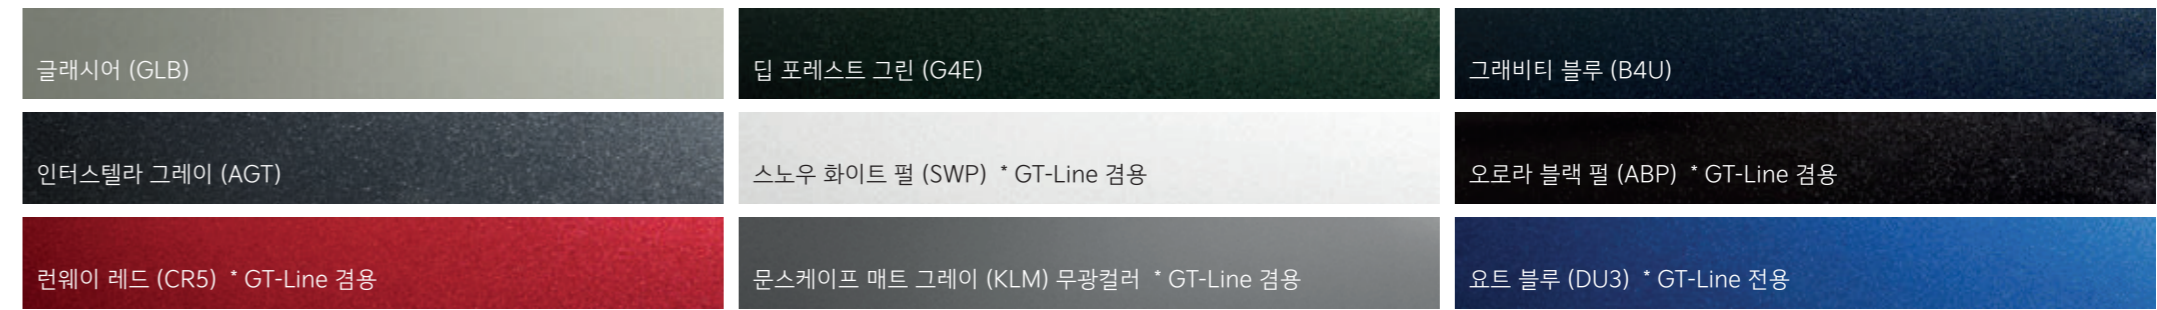 글래시어 (GLB)
딥 포레스트 그린 (G4E)
그래비티 블루 (B4U)
인터스텔라 그레이 (AGT)
스노우 화이트 펄 (SWP) * GT-Line 겸용
오로라 블랙 펄 (ABP) * GT-Line 겸용
런웨이 레드 (CR5) * GT-Line 겸용
문스케이프 매트 그레이 (KLM) 무광컬러 * GT-Line 겸용
요트 블루 (DU3) * GT-Line 전용